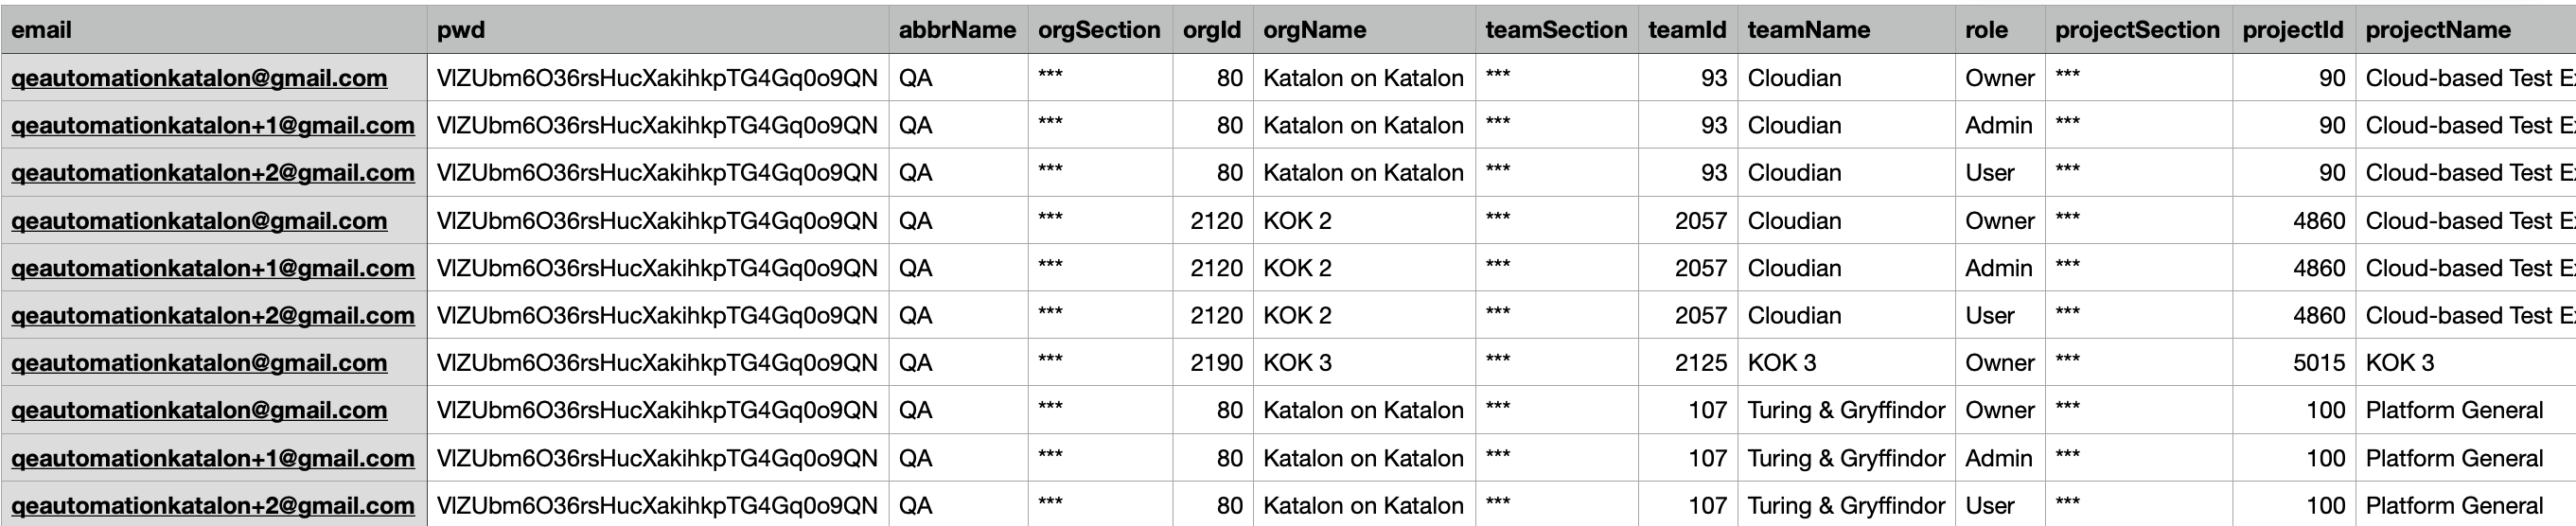 email pwd abbrName orgSection orgId orgName teamSection teamId teamName role projectSection projectId projectName
qeautomationkatalon@gmail.com VlZUbm6O36rsHucXakihkpTG4Gq0o9QN QA *** 80 Katalon on Katalon *** 93 Cloudian Owner *** 90 Cloud-based Test E
qeautomationkatalon+1@gmail.com VlZUbm6O36rsHucXakihkpTG4Gq0o9QN QA *** 80 Katalon on Katalon *** 93 Cloudian Admin *** 90 Cloud-based Test E
qeautomationkatalon+2@gmail.com VlZUbm6O36rsHucXakihkpTG4Gq0o9QN QA *** 80 Katalon on Katalon *** 93 Cloudian User *** 90 Cloud-based Test E
qeautomationkatalon@gmail.com VlZUbm6O36rsHucXakihkpTG4Gq0o9QN QA *** 2120 KOK 2 *** 2057 Cloudian Owner *** 4860 Cloud-based Test E
qeautomationkatalon+1@gmail.com VlZUbm6O36rsHucXakihkpTG4Gq0o9QN QA *** 2120 KOK 2 *** 2057 Cloudian Admin *** 4860 Cloud-based Test E
qeautomationkatalon+2@gmail.com VlZUbm6O36rsHucXakihkpTG4Gq0o9QN QA *** 2120 KOK 2 *** 2057 Cloudian User *** 4860 Cloud-based Test E
qeautomationkatalon@gmail.com VlZUbm6O36rsHucXakihkpTG4Gq0o9QN QA *** 2190 KOK 3 *** 2125 KOK 3 Owner *** 5015 KOK 3
qeautomationkatalon@gmail.com VlZUbm6O36rsHucXakihkpTG4Gq0o9QN QA *** 80 Katalon on Katalon *** 107 Turing & Gryffindor Owner *** 100 Platform General
qeautomationkatalon+1@gmail.com VlZUbm6O36rsHucXakihkpTG4Gq0o9QN QA *** 80 Katalon on Katalon *** 107 Turing & Gryffindor Admin *** 100 Platform General
qeautomationkatalon+2@gmail.com VlZUbm6O36rsHucXakihkpTG4Gq0o9QN QA *** 80 Katalon on Katalon *** 107 Turing & Gryffindor User *** 100 Platform General